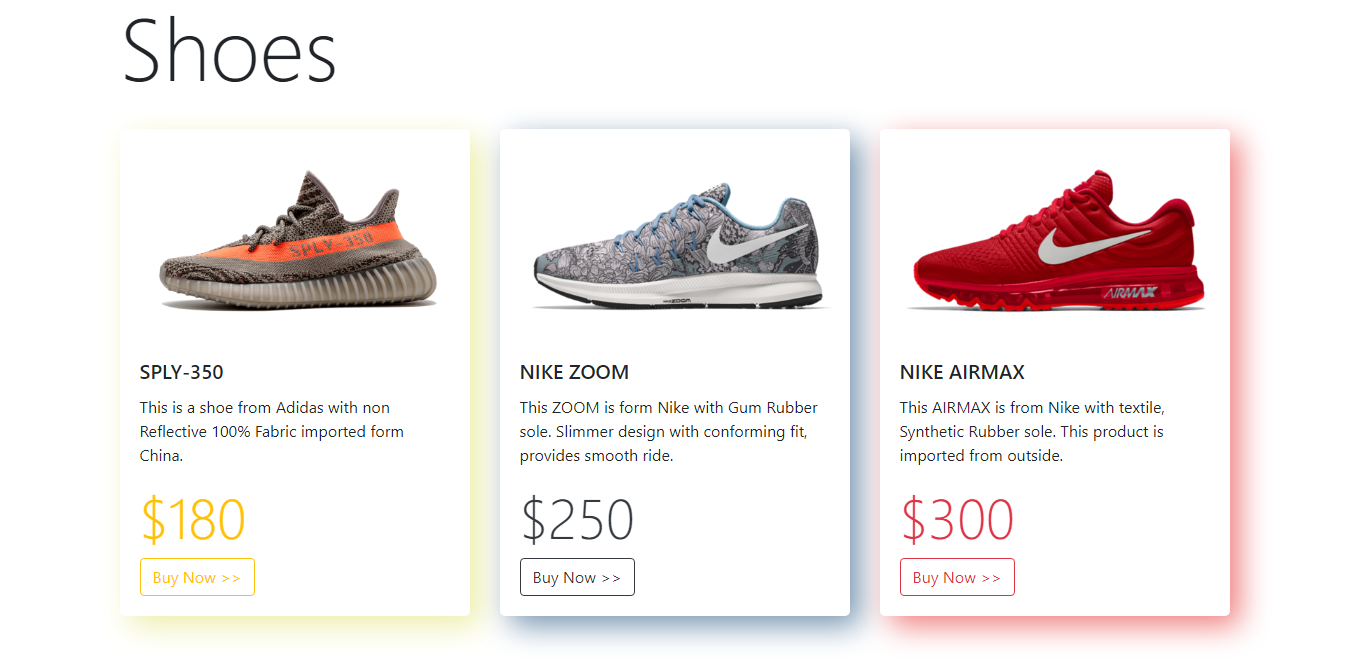 Shoes
SPLY-350
NIKEZOOM
AIRMAX
SPLY-350
This is a shoe from Adidas with non
Reflective 100% Fabric imported form
China.
$180
Buy Now >>
NIKE ZOOM
This ZOOM is form Nike with Gum Rubber
sole. Slimmer design with conforming fit,
provides smooth ride.
$250
Buy Now >>
NIKE AIRMAX
This AIRMAX is from Nike with textile,
Synthetic Rubber sole. This product is
imported from outside.
$300
Buy Now >>